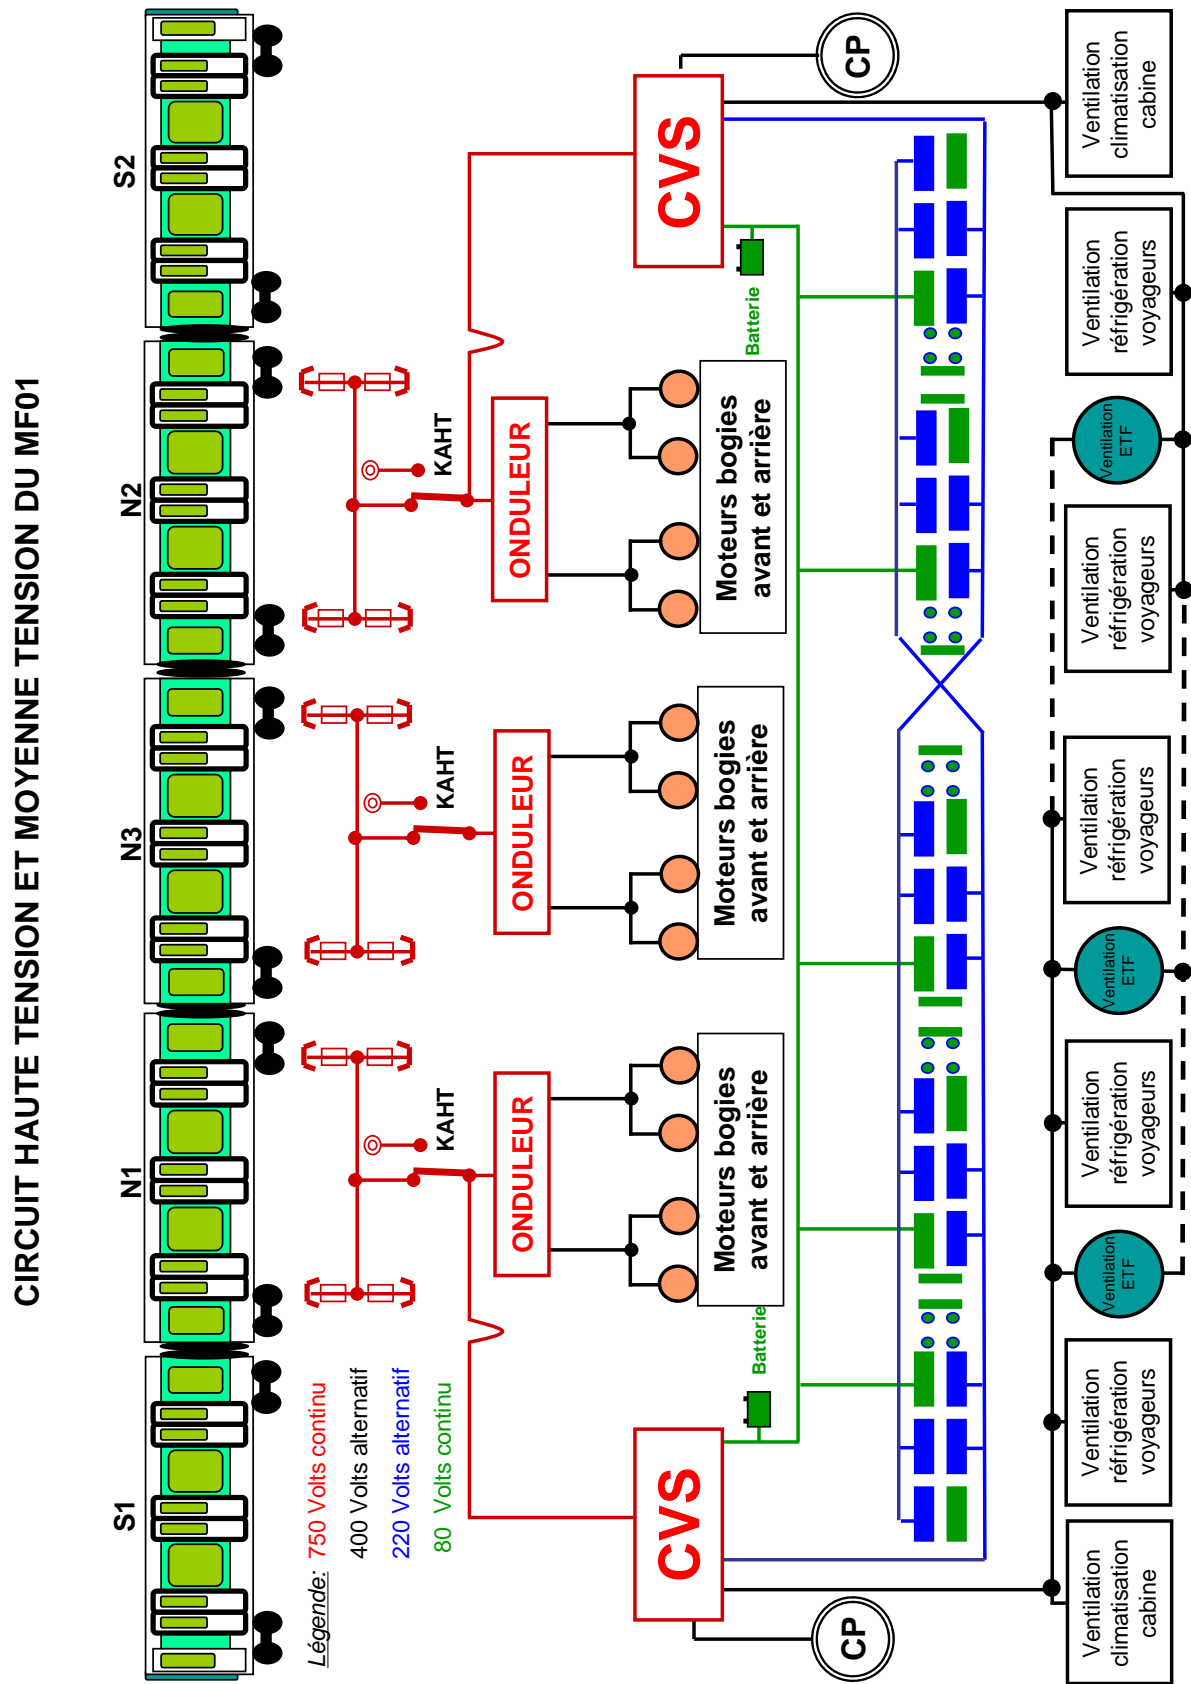 CIRCUIT HAUTE TENSION ET MOYENNE TENSION DU MF01
S1
N1
N3
N2
S2
Légende: 750 Volts continu
400 Volts alternatif
220 Volts alternatif
80 Volts continu
KAHT
KAHT
KAHT
ONDULEUR
ONDULEUR
ONDULEUR
CVS
CVS
CP
CP
Batterie
Batterie
Moteurs bogies
avant et arrière
Moteurs bogies
avant et arrière
Moteurs bogies
avant et arrière
Ventilation
climatisation
cabine
Ventilation
réfrigération
voyageurs
Ventilation
ETF
Ventilation
réfrigération
voyageurs
Ventilation
ETF
Ventilation
réfrigération
voyageurs
Ventilation
réfrigération
voyageurs
Ventilation
ETF
Ventilation
réfrigération
voyageurs
Ventilation
climatisation
cabine